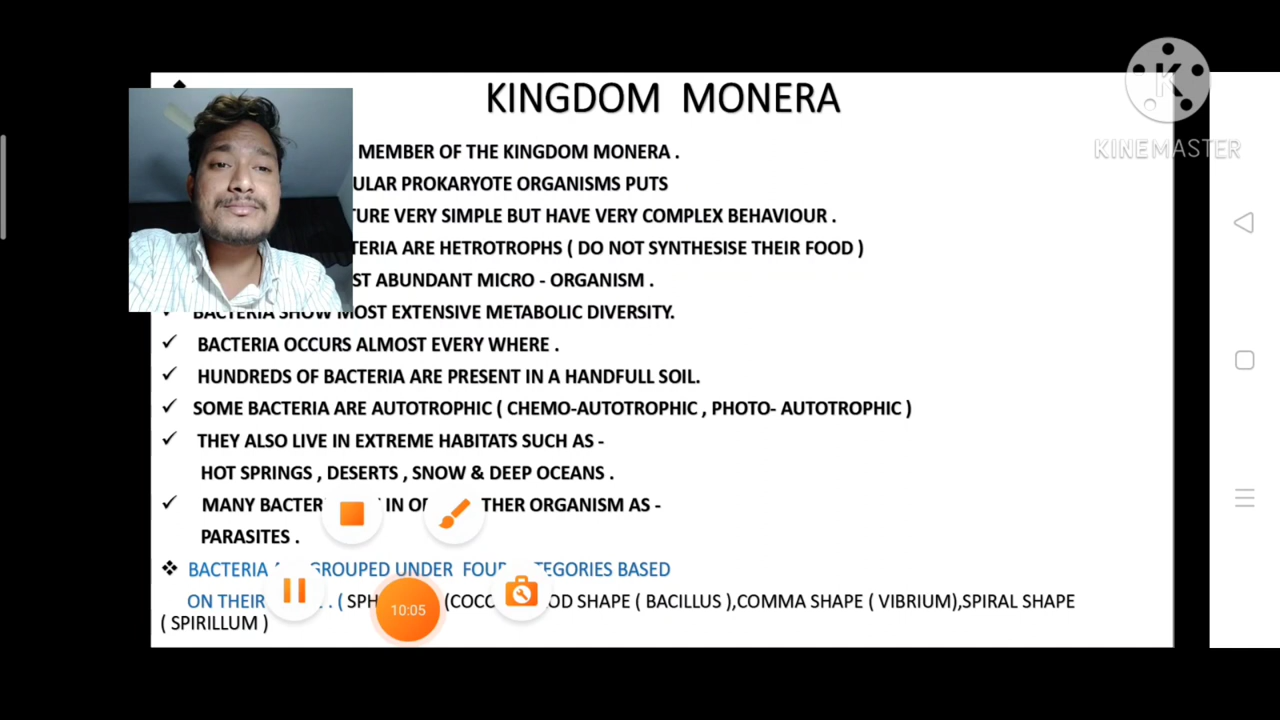 KINGDOM MONERA
KINEMASTER
MEMBER OF THE KINGDOM MONERA .
ULAR PROKARYOTE ORGANISMS PUTS
TURE VERY SIMPLE BUT HAVE VERY COMPLEX BEHAVIOUR .
TERIA ARE HETROTROPHS ( DO NOT SYNTHESISE THEIR FOOD )
ST ABUNDANT MICRO - ORGANISM .
BACTERIA SHOW MOST EXTENSIVE METABOLIC DIVERSITY.
BACTERIA OCCURS ALMOST EVERY WHERE .
HUNDREDS OF BACTERIA ARE PRESENT IN A HANDFULL SOIL.
SOME BACTERIA ARE AUTOTROPHIC ( CHEMO-AUTOTROPHIC , PHOTO- AUTOTROPHIC )
THEY ALSO LIVE IN EXTREME HABITATS SUCH AS -
HOT SPRINGS , DESERTS , SNOW & DEEP OCEANS .
MANY BACTER IN O THER ORGANISM AS -
PARASITES .
BACTERIA GROUPED UNDER FOUR TEGORIES BASED
ON THEIR . ( SPH (COCC OD SHAPE ( BACILLUS ),COMMA SHAPE ( VIBRIUM),SPIRAL SHAPE
( SPIRILLUM )
10:05